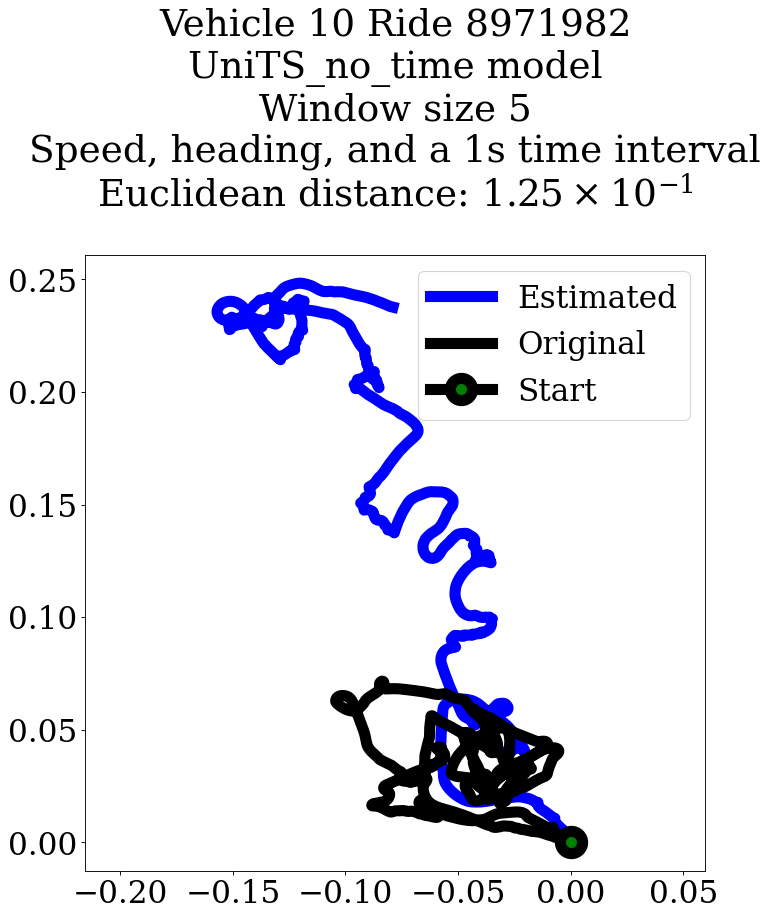 Vehicle 10 Ride 8971982
UniTS_no_time model
Window size 5
Speed, heading, and a 1s time interval
Euclidean distance: 1.25 × 10⁻¹
Estimated
Original
Start
0.25
0.20
0.15
0.10
0.05
0.00
−0.20 −0.15 −0.10 −0.05 0.00 0.05